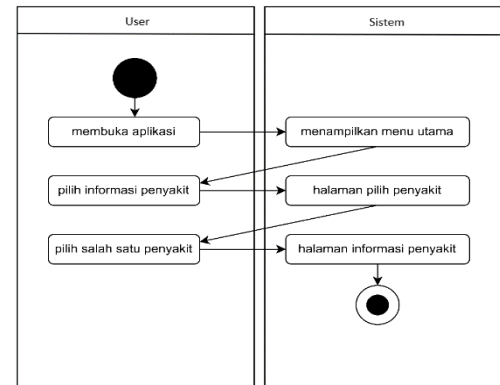 User
Sistem
membuka aplikasi
menampilkan menu utama
pilih informasi penyakit
halaman pilih penyakit
pilih salah satu penyakit
halaman informasi penyakit